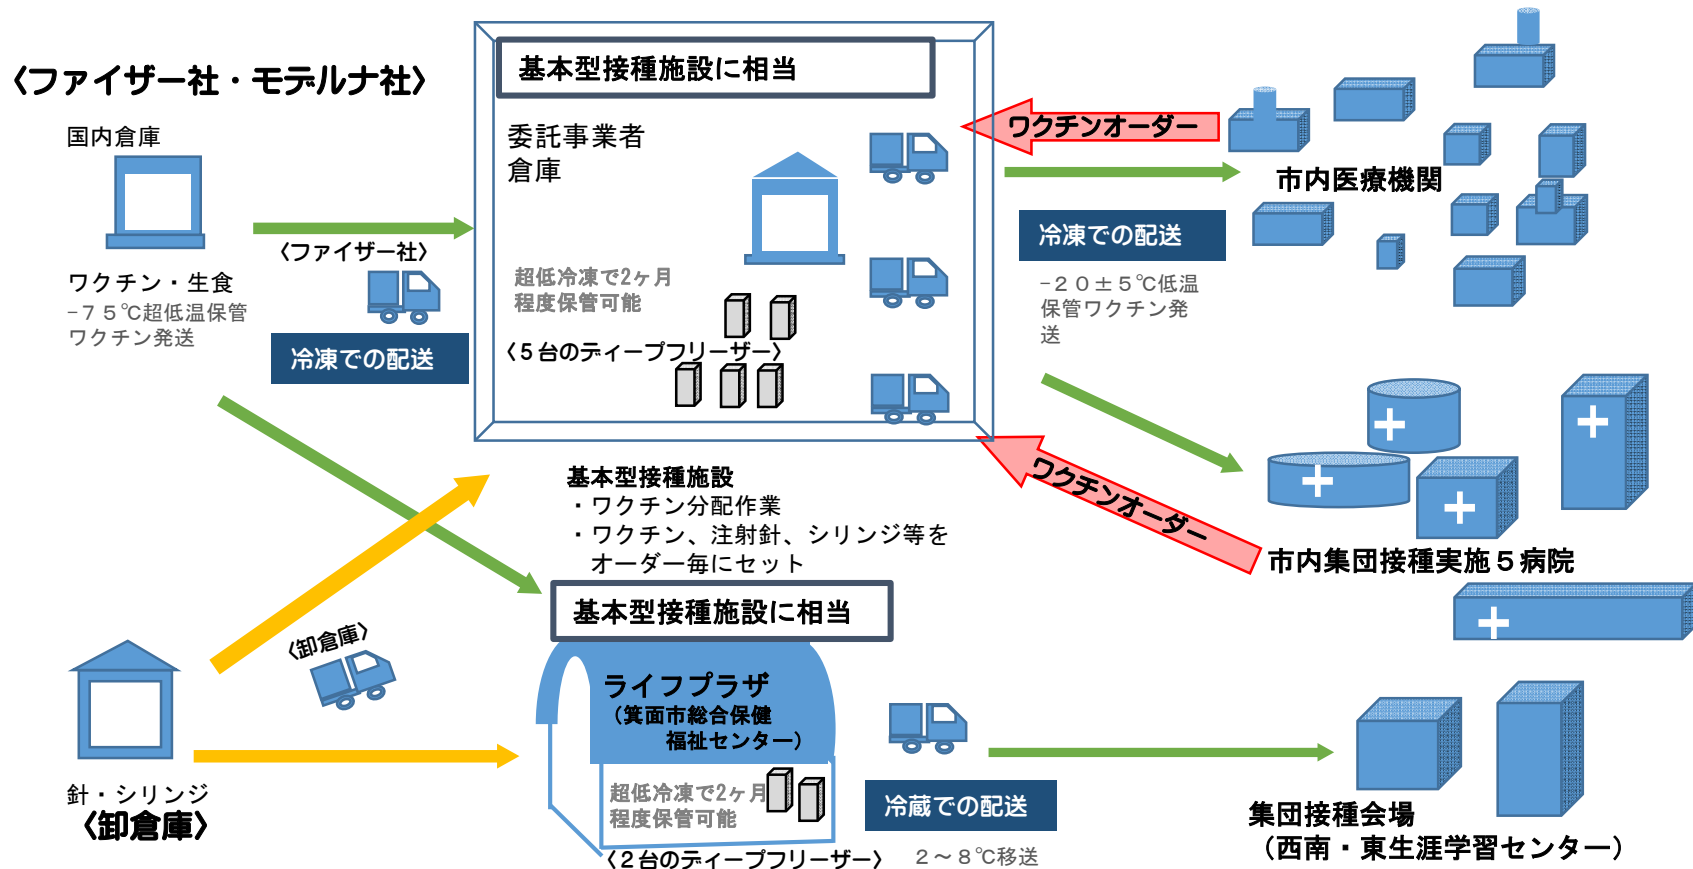 〈ファイザー社・モデルナ社〉
国内倉庫
ワクチン・生食
−７５℃超低温保管
ワクチン発送
〈ファイザー社〉
冷凍での配送
基本型接種施設に相当
委託事業者
倉庫
超低冷凍で2ヶ月
程度保管可能
〈５台のディープフリーザー〉
ワクチンオーダー
市内医療機関
冷凍での配送
−２０±５℃低温
保管ワクチン発
送
ワクチンオーダー
市内集団接種実施５病院
基本型接種施設
・ワクチン分配作業
・ワクチン、注射針、シリンジ等を
オーダー毎にセット
基本型接種施設に相当
〈卸倉庫〉
針・シリンジ
〈卸倉庫〉
ライフプラザ
（箕面市総合保健
福祉センター）
超低冷凍で2ヶ月
程度保管可能
〈２台のディープフリーザー〉
冷蔵での配送
２～８℃移送
集団接種会場
（西南・東生涯学習センター）